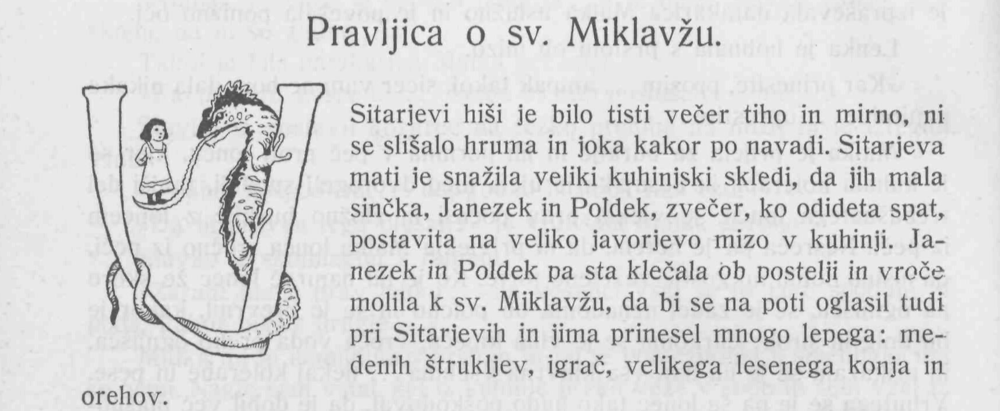 Pravljica o sv. Miklavžu.
V Sitarjevi hiši je bilo tisti večer tiho in mirno, ni
se slišalo hruma in joka kakor po navadi. Sitarjeva
mati je snažila veliki kuhinjski skledi, da jih mala
sinčka, Janezek in Poldek, zvečer, ko odideta spat,
postavita na veliko javorjevo mizo v kuhinji. Ja-
nezek in Poldek pa sta klečala ob postelji in vroče
molila k sv. Miklavžu, da bi se na poti oglasil tudi
pri Sitarjevih in jima prinesel mnogo lepega: me-
denih štrukljev, igrač, velikega lesenega konja in
orehov.